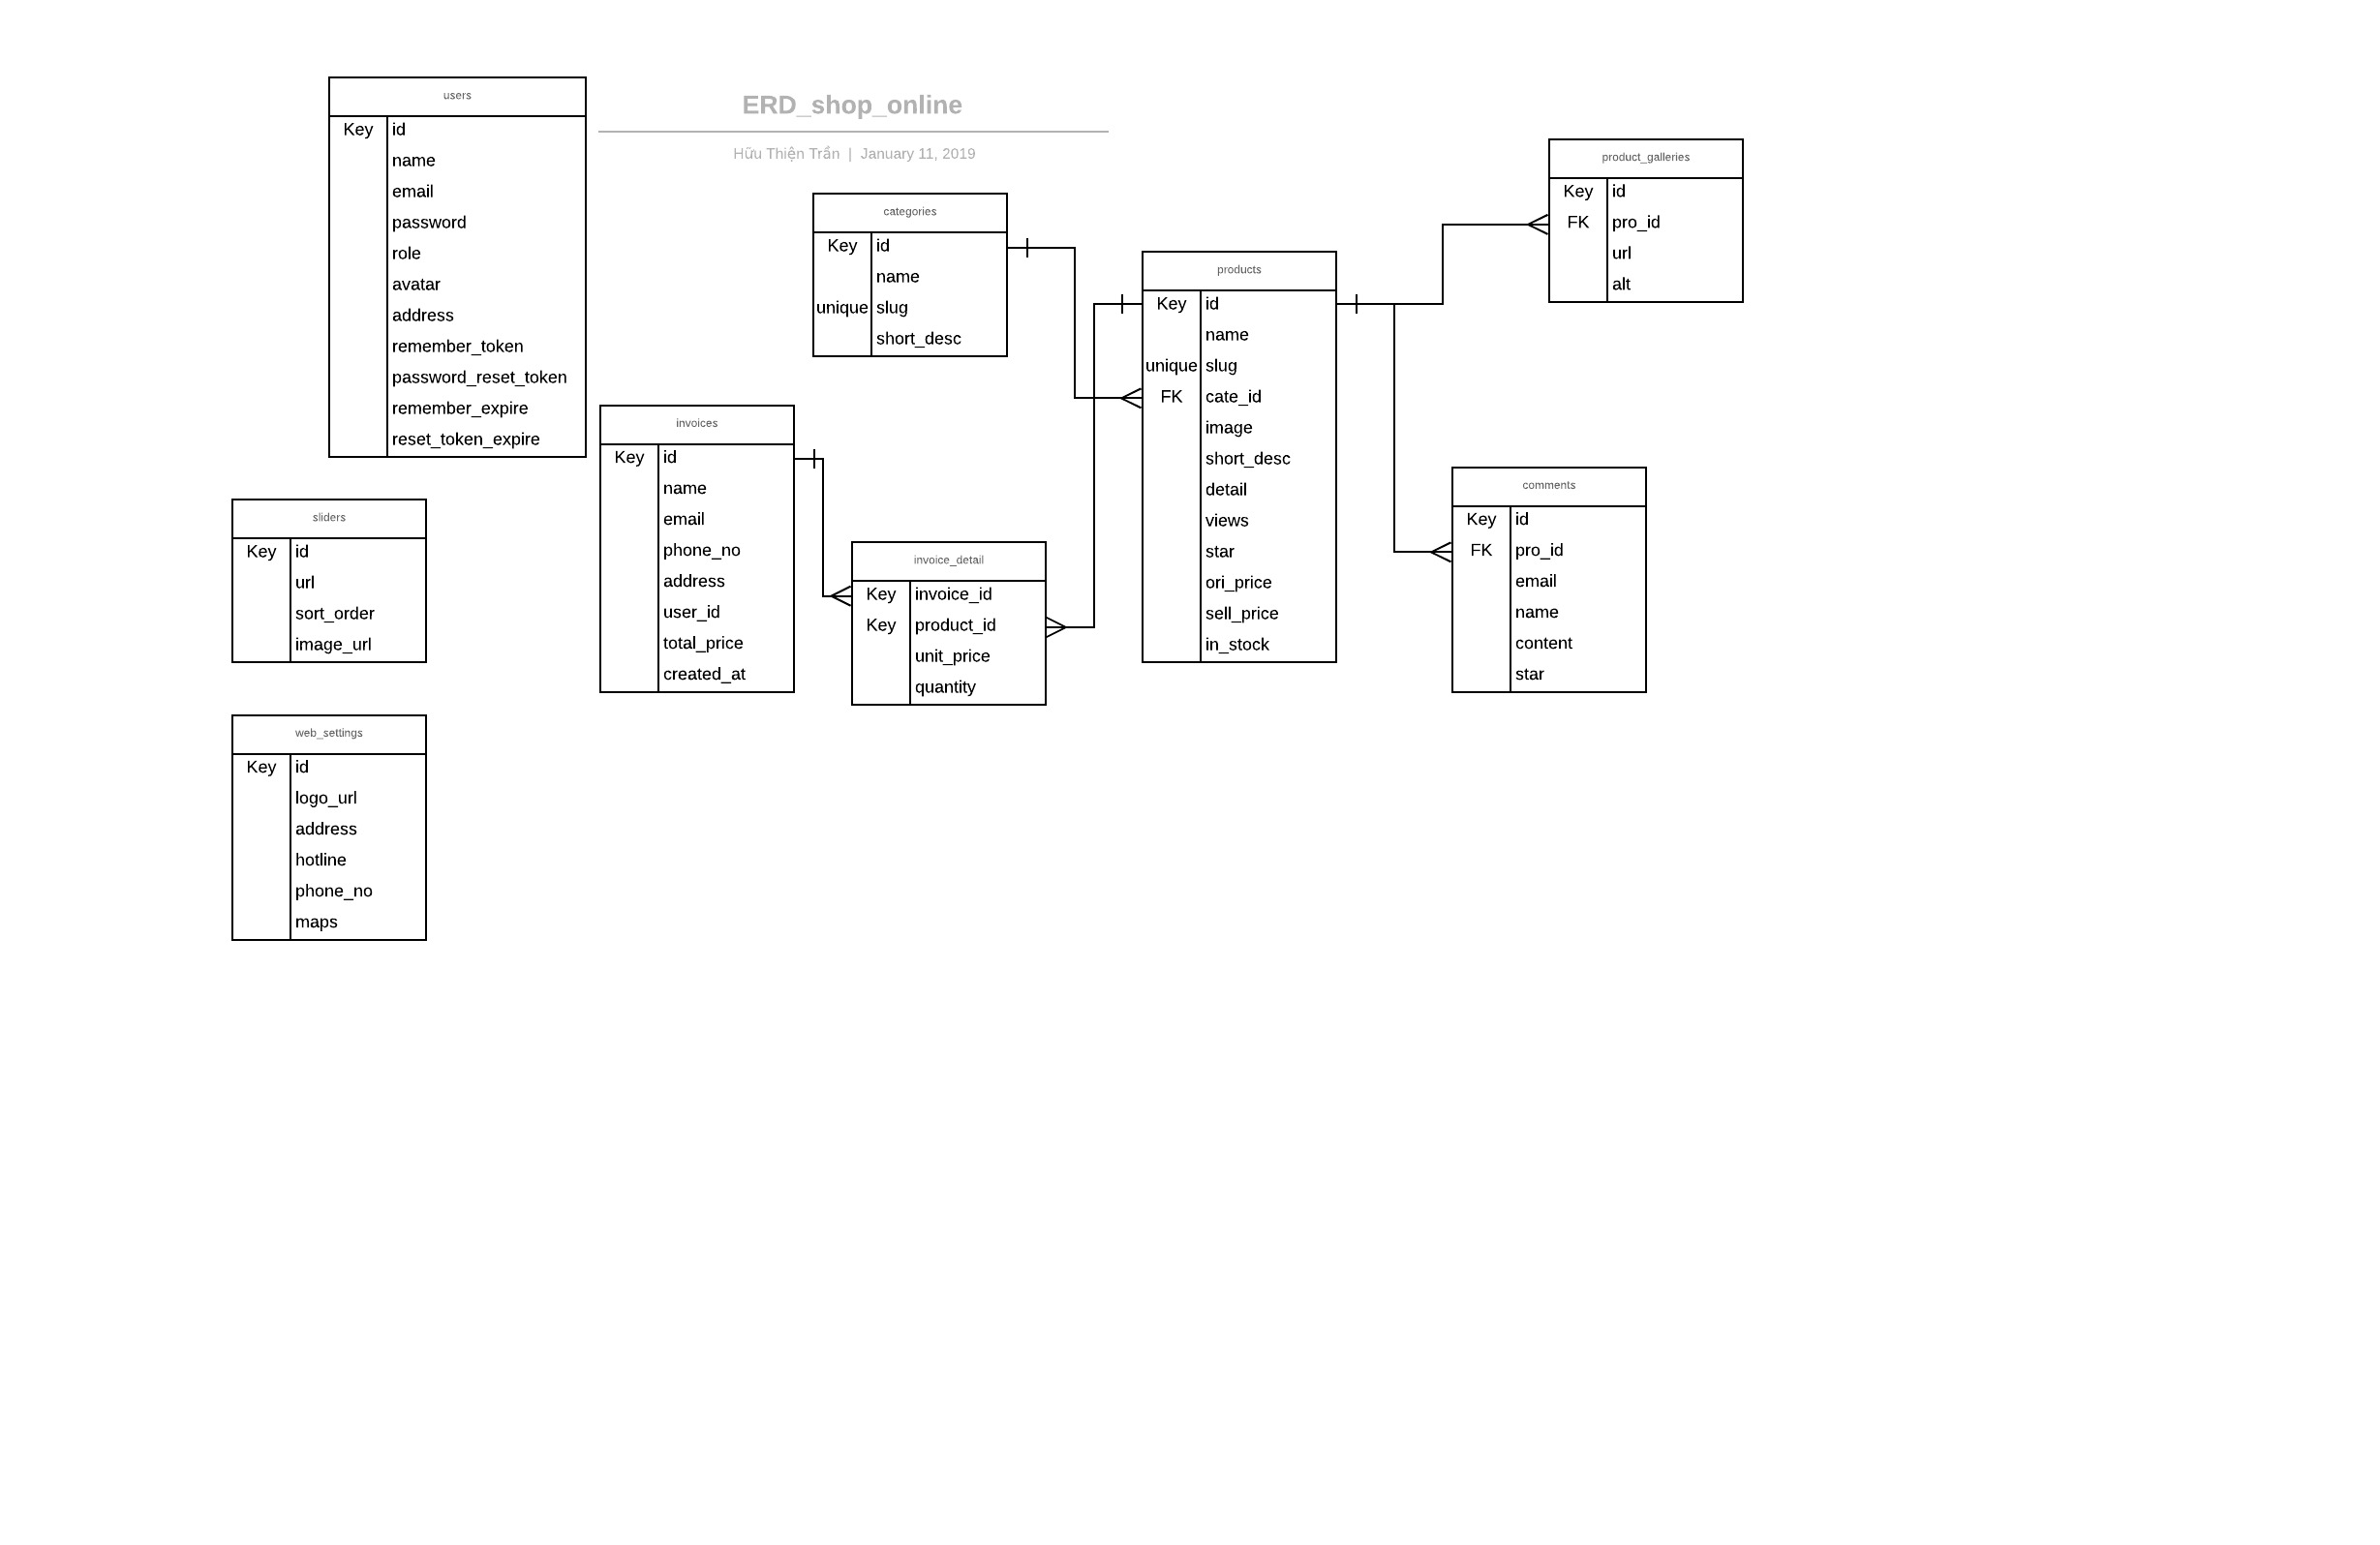 ERD_shop_online
Hữu Thiện Trần | January 11, 2019
users
Key id
name
email
password
role
avatar
address
remember_token
password_reset_token
remember_expire
reset_token_expire
categories
Key id
name
unique slug
short_desc
products
Key id
name
unique slug
FK cate_id
image
short_desc
detail
views
star
ori_price
sell_price
in_stock
product_galleries
Key id
FK pro_id
url
alt
invoices
Key id
name
email
phone_no
address
user_id
total_price
created_at
invoice_detail
Key invoice_id
Key product_id
unit_price
quantity
comments
Key id
FK pro_id
email
name
content
star
sliders
Key id
url
sort_order
image_url
web_settings
Key id
logo_url
address
hotline
phone_no
maps